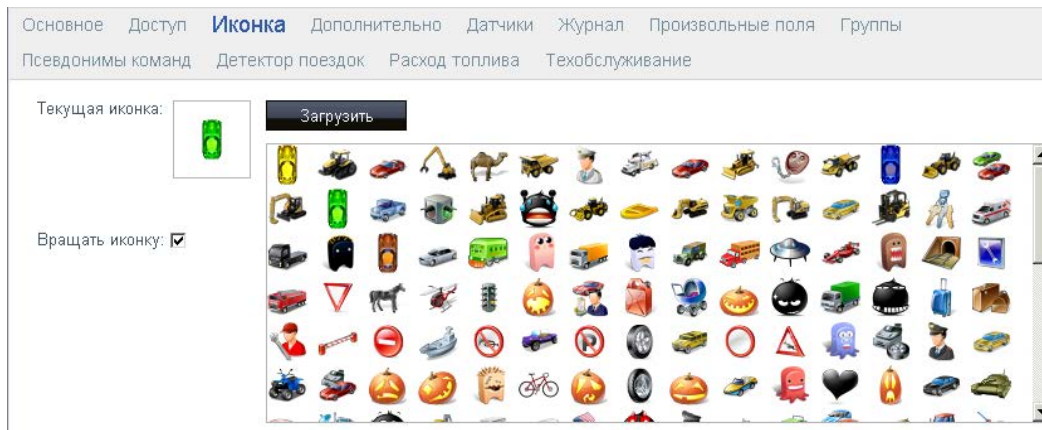 Основное Доступ Иконка Дополнительно Датчики Журнал Произвольные поля Группы
Псевдонимы команд Детектор поездок Расход топлива Техобслуживание
Текущая иконка:
Загрузить
Вращать иконку: